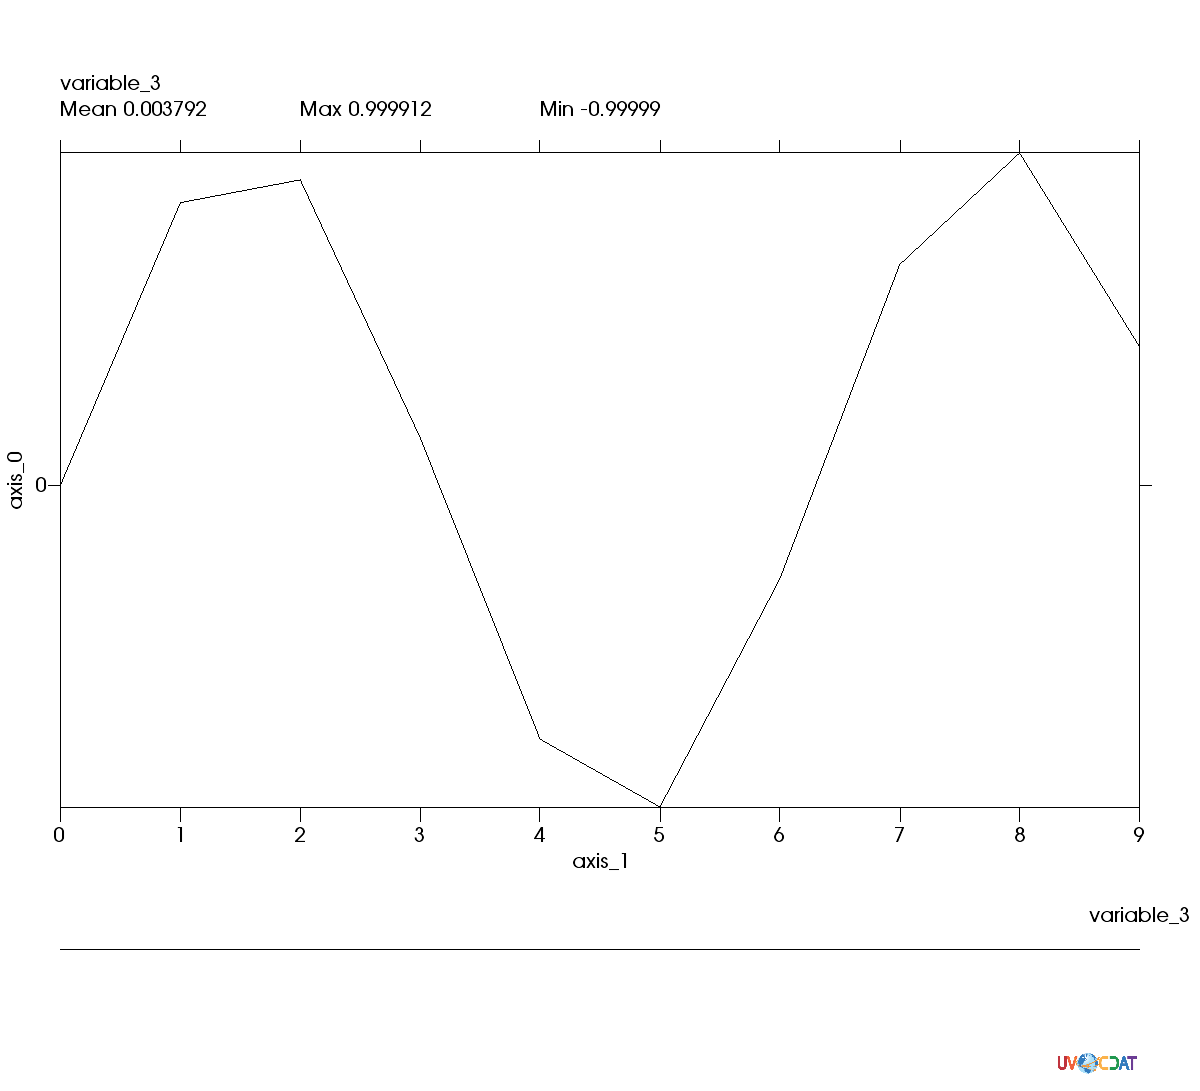 variable_3
Mean 0.003792 Max 0.999912 Min -0.99999
axis_0
0
0 1 2 3 4 5 6 7 8 9
axis_1
variable_3
UV CDAT